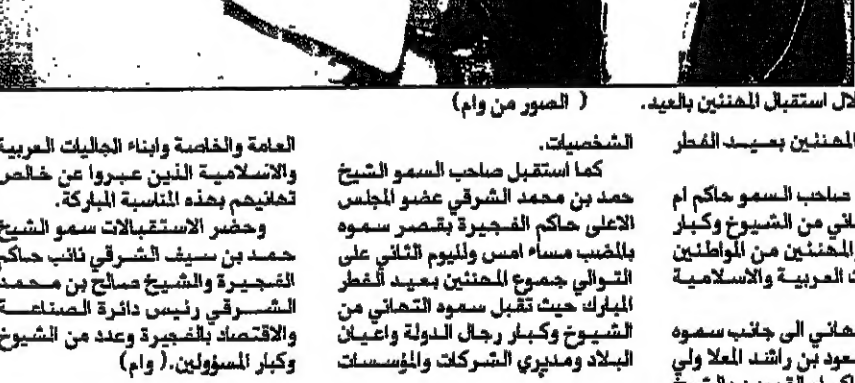 لال استقبال المهنئين بالعيد.
( الصور من وام)
المهنئين بعيد الفطر
صاحب السمو حاكم ام
من الشيوخ وكبار
المهنئين من المواطنين
العربية والاسلامية
الى جانب سموه
سعود بن راشد المعلا ولي
الشخصيات.
كما استقبل صاحب السمو الشيخ
حمد بن محمد الشرقي عضو المجلس
الاعلى حاكم الفجيرة بقصر سموه
بالمضب مساء امس ولليوم الثاني على
التوالي جموع المهنئين بعيد الفطر
المبارك حيث تقبل سموه التهاني من
الشيوخ وكبار رجال الدولة واعيان
البلاد ومديري الشركات والمؤسسات
العامة والخاصة وابناء الجاليات العربية
والاسلامية الذين عبروا عن خالص
تهانيهم بهذه المناسبة المباركة.
وحضر الاستقبالات سمو الشيخ
حمد بن سيف الشرقي نائب حاكم
الفجيرة والشيخ صالح بن محمد
الشرقي رئيس دائرة الصناعة
والاقتصاد بالفجيرة وعدد من الشيوخ
وكبار المسؤولين.( وام)